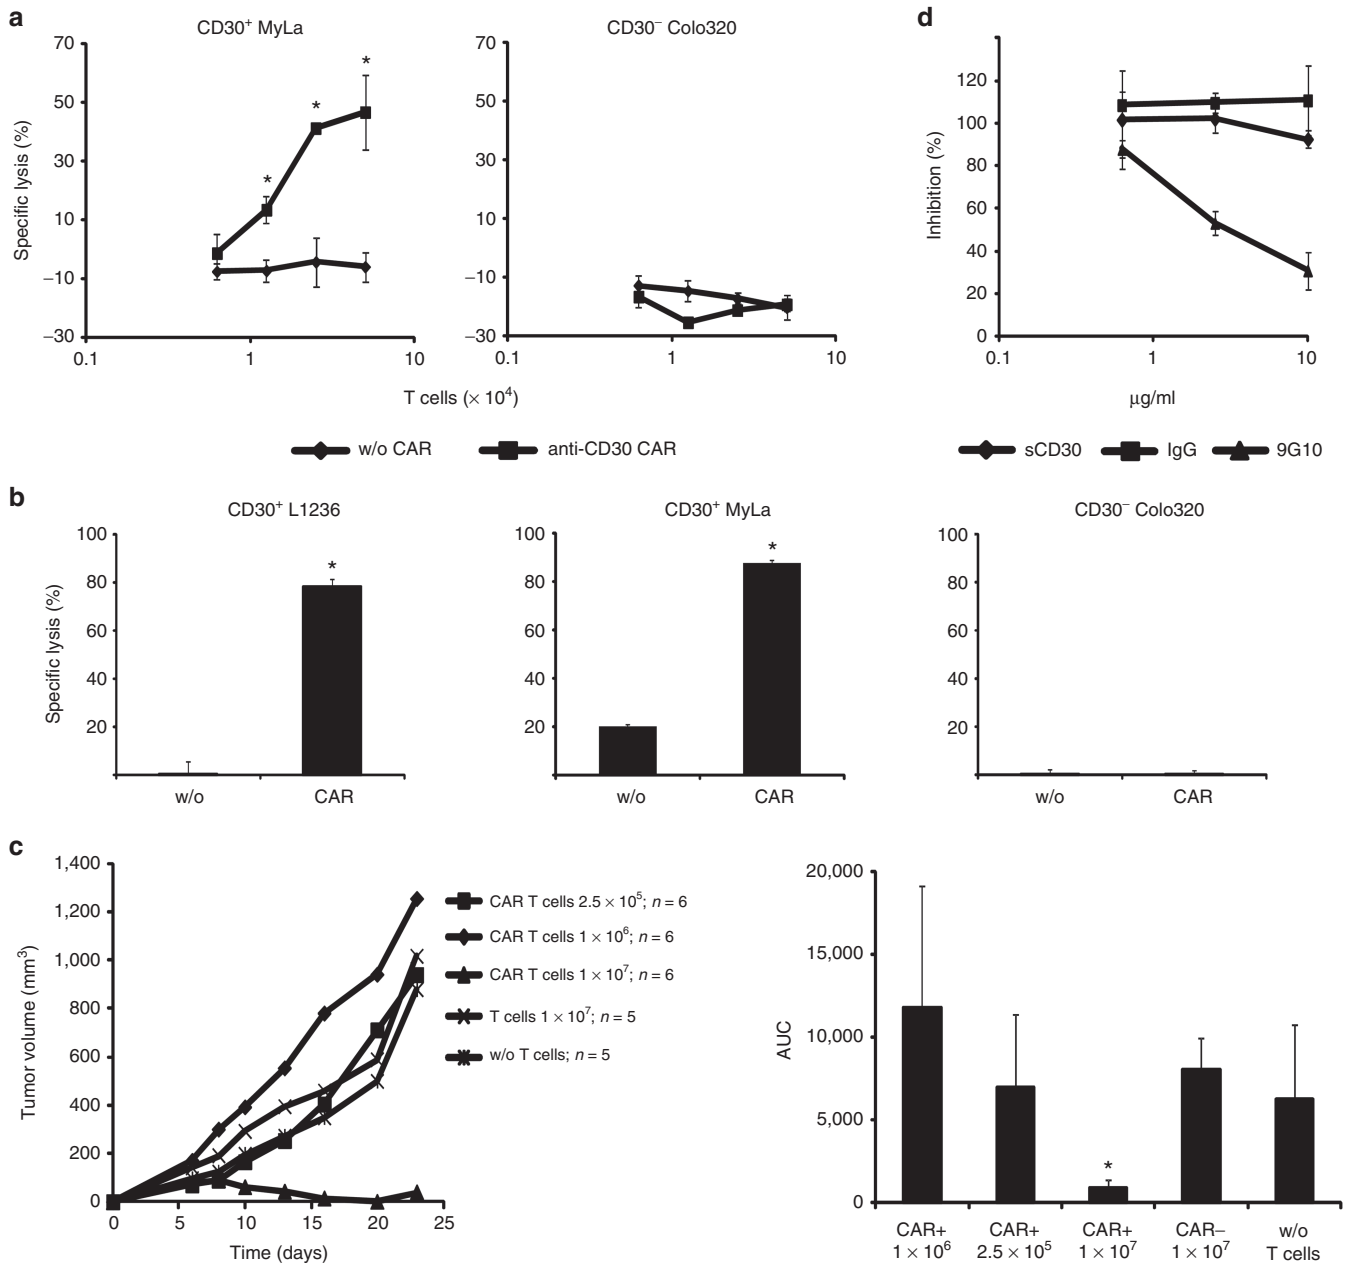 a
CD30⁺ MyLa
CD30⁻ Colo320
d
Specific lysis (%)
70
50
30
10
−10
−30
0.1
1
10
*
*
*
70
50
30
10
−10
−30
0.1
1
10
T cells (× 10⁴)
w/o CAR
anti-CD30 CAR
Inhibition (%)
120
100
80
60
40
20
0
0.1
1
10
μg/ml
sCD30
IgG
9G10
b
CD30⁺ L1236
CD30⁺ MyLa
CD30⁻ Colo320
Specific lysis (%)
100
80
60
40
20
*
w/o
CAR
100
80
60
40
20
*
w/o
CAR
100
80
60
40
20
w/o
CAR
c
Tumor volume (mm³)
1,400
1,200
1,000
800
600
400
200
0
0
5
10
15
20
25
Time (days)
CAR T cells 2.5 × 10⁵; n = 6
CAR T cells 1 × 10⁶; n = 6
CAR T cells 1 × 10⁷; n = 6
T cells 1 × 10⁷; n = 5
w/o T cells; n = 5
AUC
20,000
15,000
10,000
5,000
0
*
CAR+
1 × 10⁶
CAR+
2.5 × 10⁵
CAR+
1 × 10⁷
CAR−
1 × 10⁷
w/o
T cells